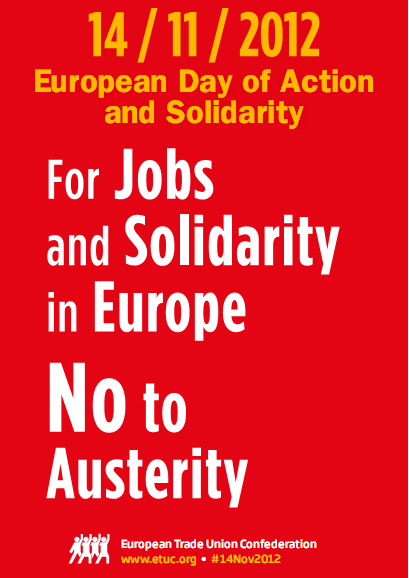 14 / 11 / 2012
European Day of Action
and Solidarity
For Jobs
and Solidarity
in Europe
No to
Austerity
European Trade Union Confederation
www.etuc.org • #14Nov2012